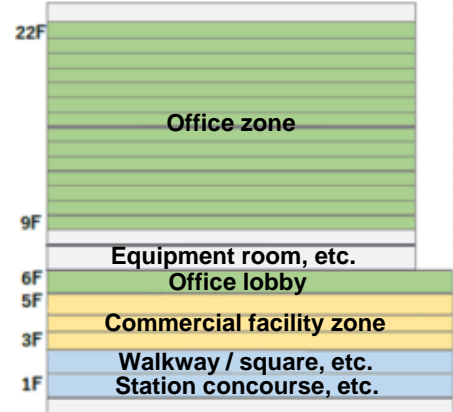 22F
Office zone
9F
Equipment room, etc.
6F
Office lobby
5F
Commercial facility zone
3F
Walkway / square, etc.
1F
Station concourse, etc.